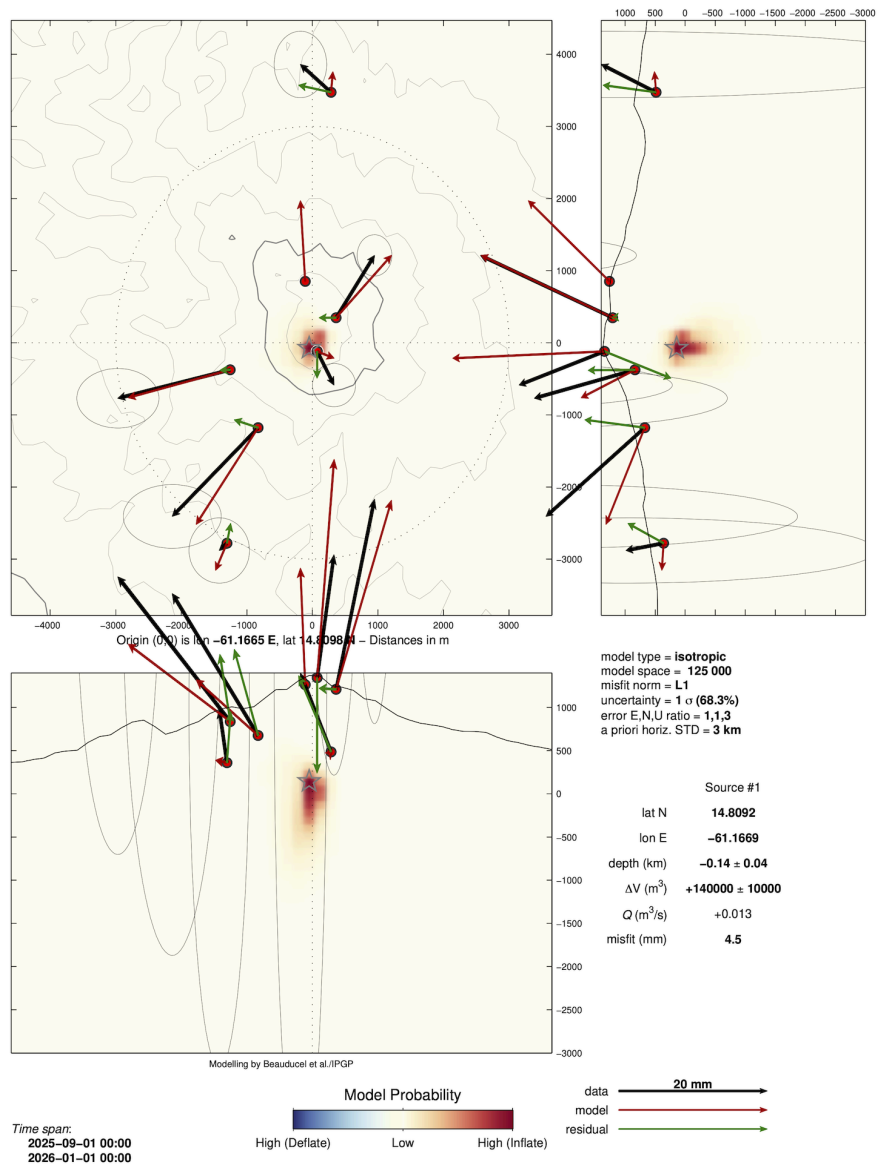 1000 500 0 −500 −1000 −1500 −2000 −2500 −3000
4000
3000
2000
1000
0
−1000
−2000
−3000
−4000 −3000 −2000 −1000 0 1000 2000 3000
Origin (0,0) is lon −61.1665 E, lat 14.8098 N − Distances in m
1000
500
0
−500
−1000
−1500
−2000
−2500
−3000
model type = isotropic
model space = 125 000
misfit norm = L1
uncertainty = 1 σ (68.3%)
error E,N,U ratio = 1,1,3
a priori horiz. STD = 3 km
Source #1
lat N 14.8092
lon E −61.1669
depth (km) −0.14 ± 0.04
ΔV (m³) +140000 ± 10000
Q (m³/s) +0.013
misfit (mm) 4.5
Modelling by Beauducel et al./IPGP
Model Probability
High (Deflate) Low High (Inflate)
20 mm
data
model
residual
Time span:
2025−09−01 00:00
2026−01−01 00:00